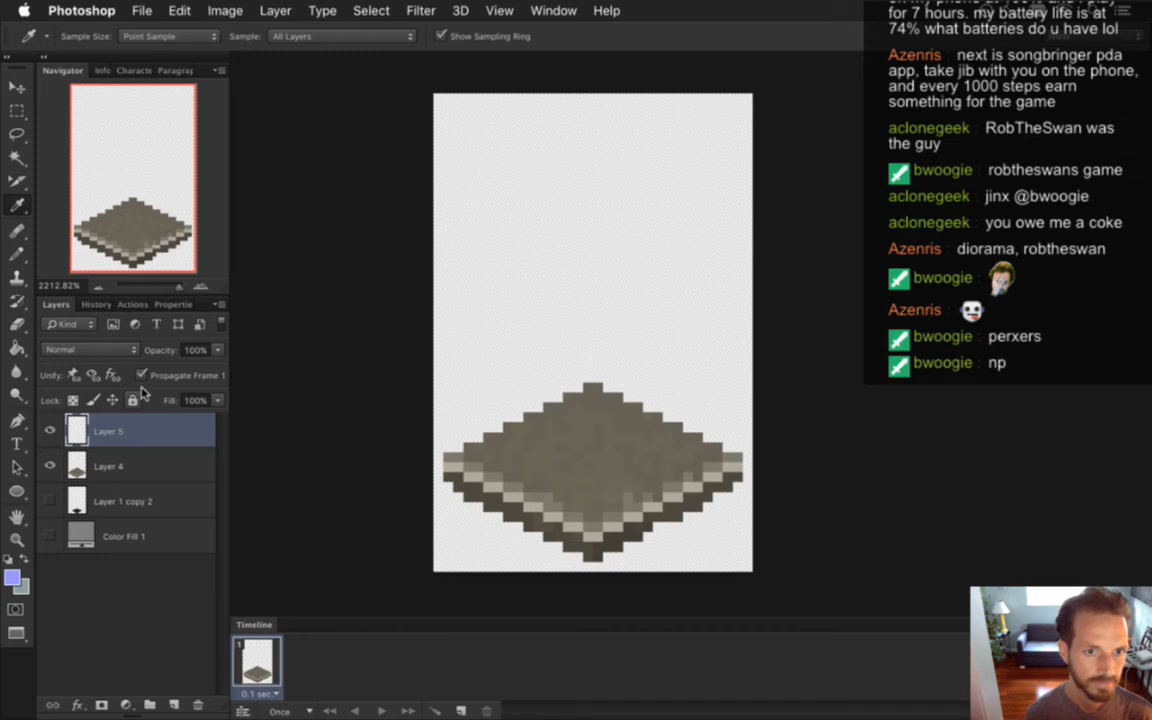 Photoshop File Edit Image Layer Type Select Filter 3D View Window Help
Sample Size: Point Sample Sample: All Layers Show Sampling Ring
Navigator Info Characte Paragraj
2212.82%
Layers History Actions Propertie
Kind
Normal Opacity: 100%
Unify: Propagate Frame 1
Lock: Fill: 100%
Layer 5
Layer 4
Layer 1 copy 2
Color Fill 1
Timeline
1
0.1 sec.
Once
for 7 hours. my battery life is at
74% what batteries do u have lol
Azenris : next is songbringer pda
app, take jib with you on the phone,
and every 1000 steps earn
something for the game
aclonegeek : RobTheSwan was
the guy
bwoogie : robtheswans game
aclonegeek : jinx @bwoogie
aclonegeek : you owe me a coke
Azenris : diorama, robtheswan
bwoogie :
Azenris :
bwoogie : perxers
bwoogie : np